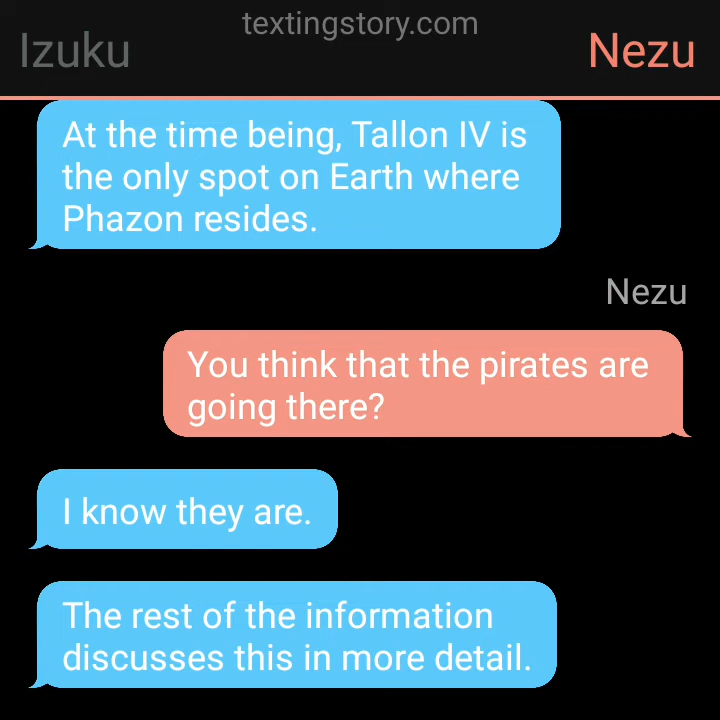 textingstory.com
Izuku
Nezu
At the time being, Tallon IV is
the only spot on Earth where
Phazon resides.
Nezu
You think that the pirates are
going there?
I know they are.
The rest of the information
discusses this in more detail.